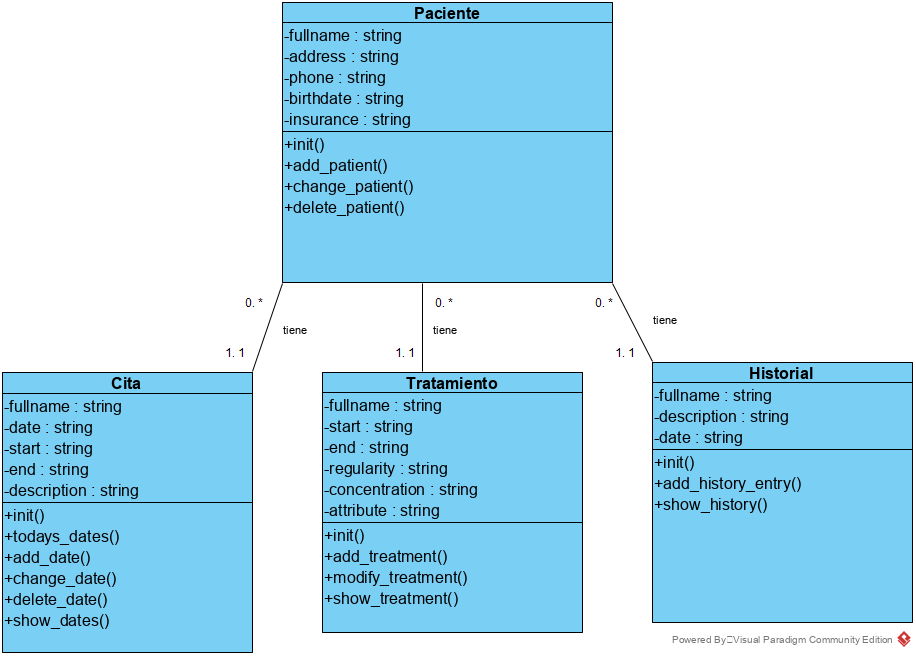 Paciente
-fullname : string
-address : string
-phone : string
-birthdate : string
-insurance : string
+init()
+add_patient()
+change_patient()
+delete_patient()
0. *
0. *
0. *
tiene
tiene
tiene
1. 1
1. 1
1. 1
Cita
-fullname : string
-date : string
-start : string
-end : string
-description : string
+init()
+todays_dates()
+add_date()
+change_date()
+delete_date()
+show_dates()
Tratamiento
-fullname : string
-start : string
-end : string
-regularity : string
-concentration : string
-attribute : string
+init()
+add_treatment()
+modify_treatment()
+show_treatment()
Historial
-fullname : string
-description : string
-date : string
+init()
+add_history_entry()
+show_history()
Powered By Visual Paradigm Community Edition